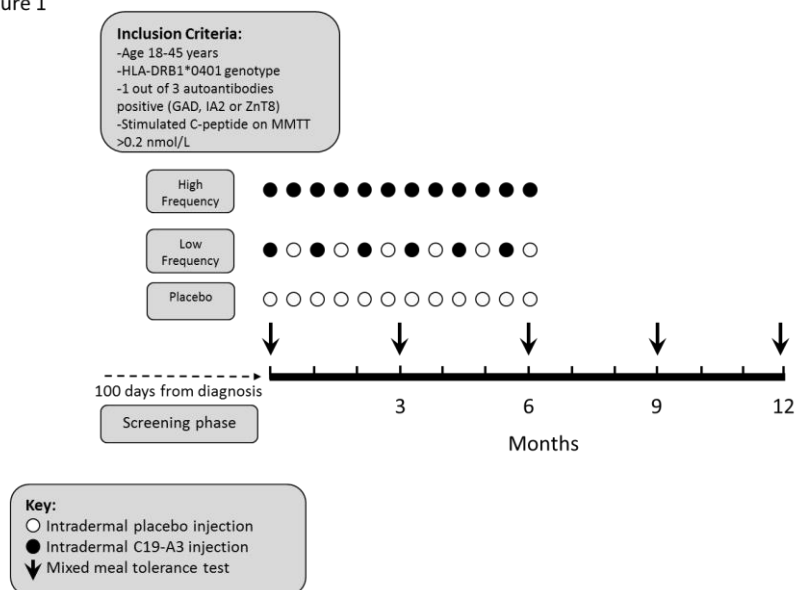 ure 1
Inclusion Criteria:
-Age 18-45 years
-HLA-DRB1*0401 genotype
-1 out of 3 autoantibodies
positive (GAD, IA2 or ZnT8)
-Stimulated C-peptide on MMTT
>0.2 nmol/L
High
Frequency
Low
Frequency
Placebo
100 days from diagnosis
Screening phase
3
6
9
12
Months
Key:
Intradermal placebo injection
Intradermal C19-A3 injection
Mixed meal tolerance test